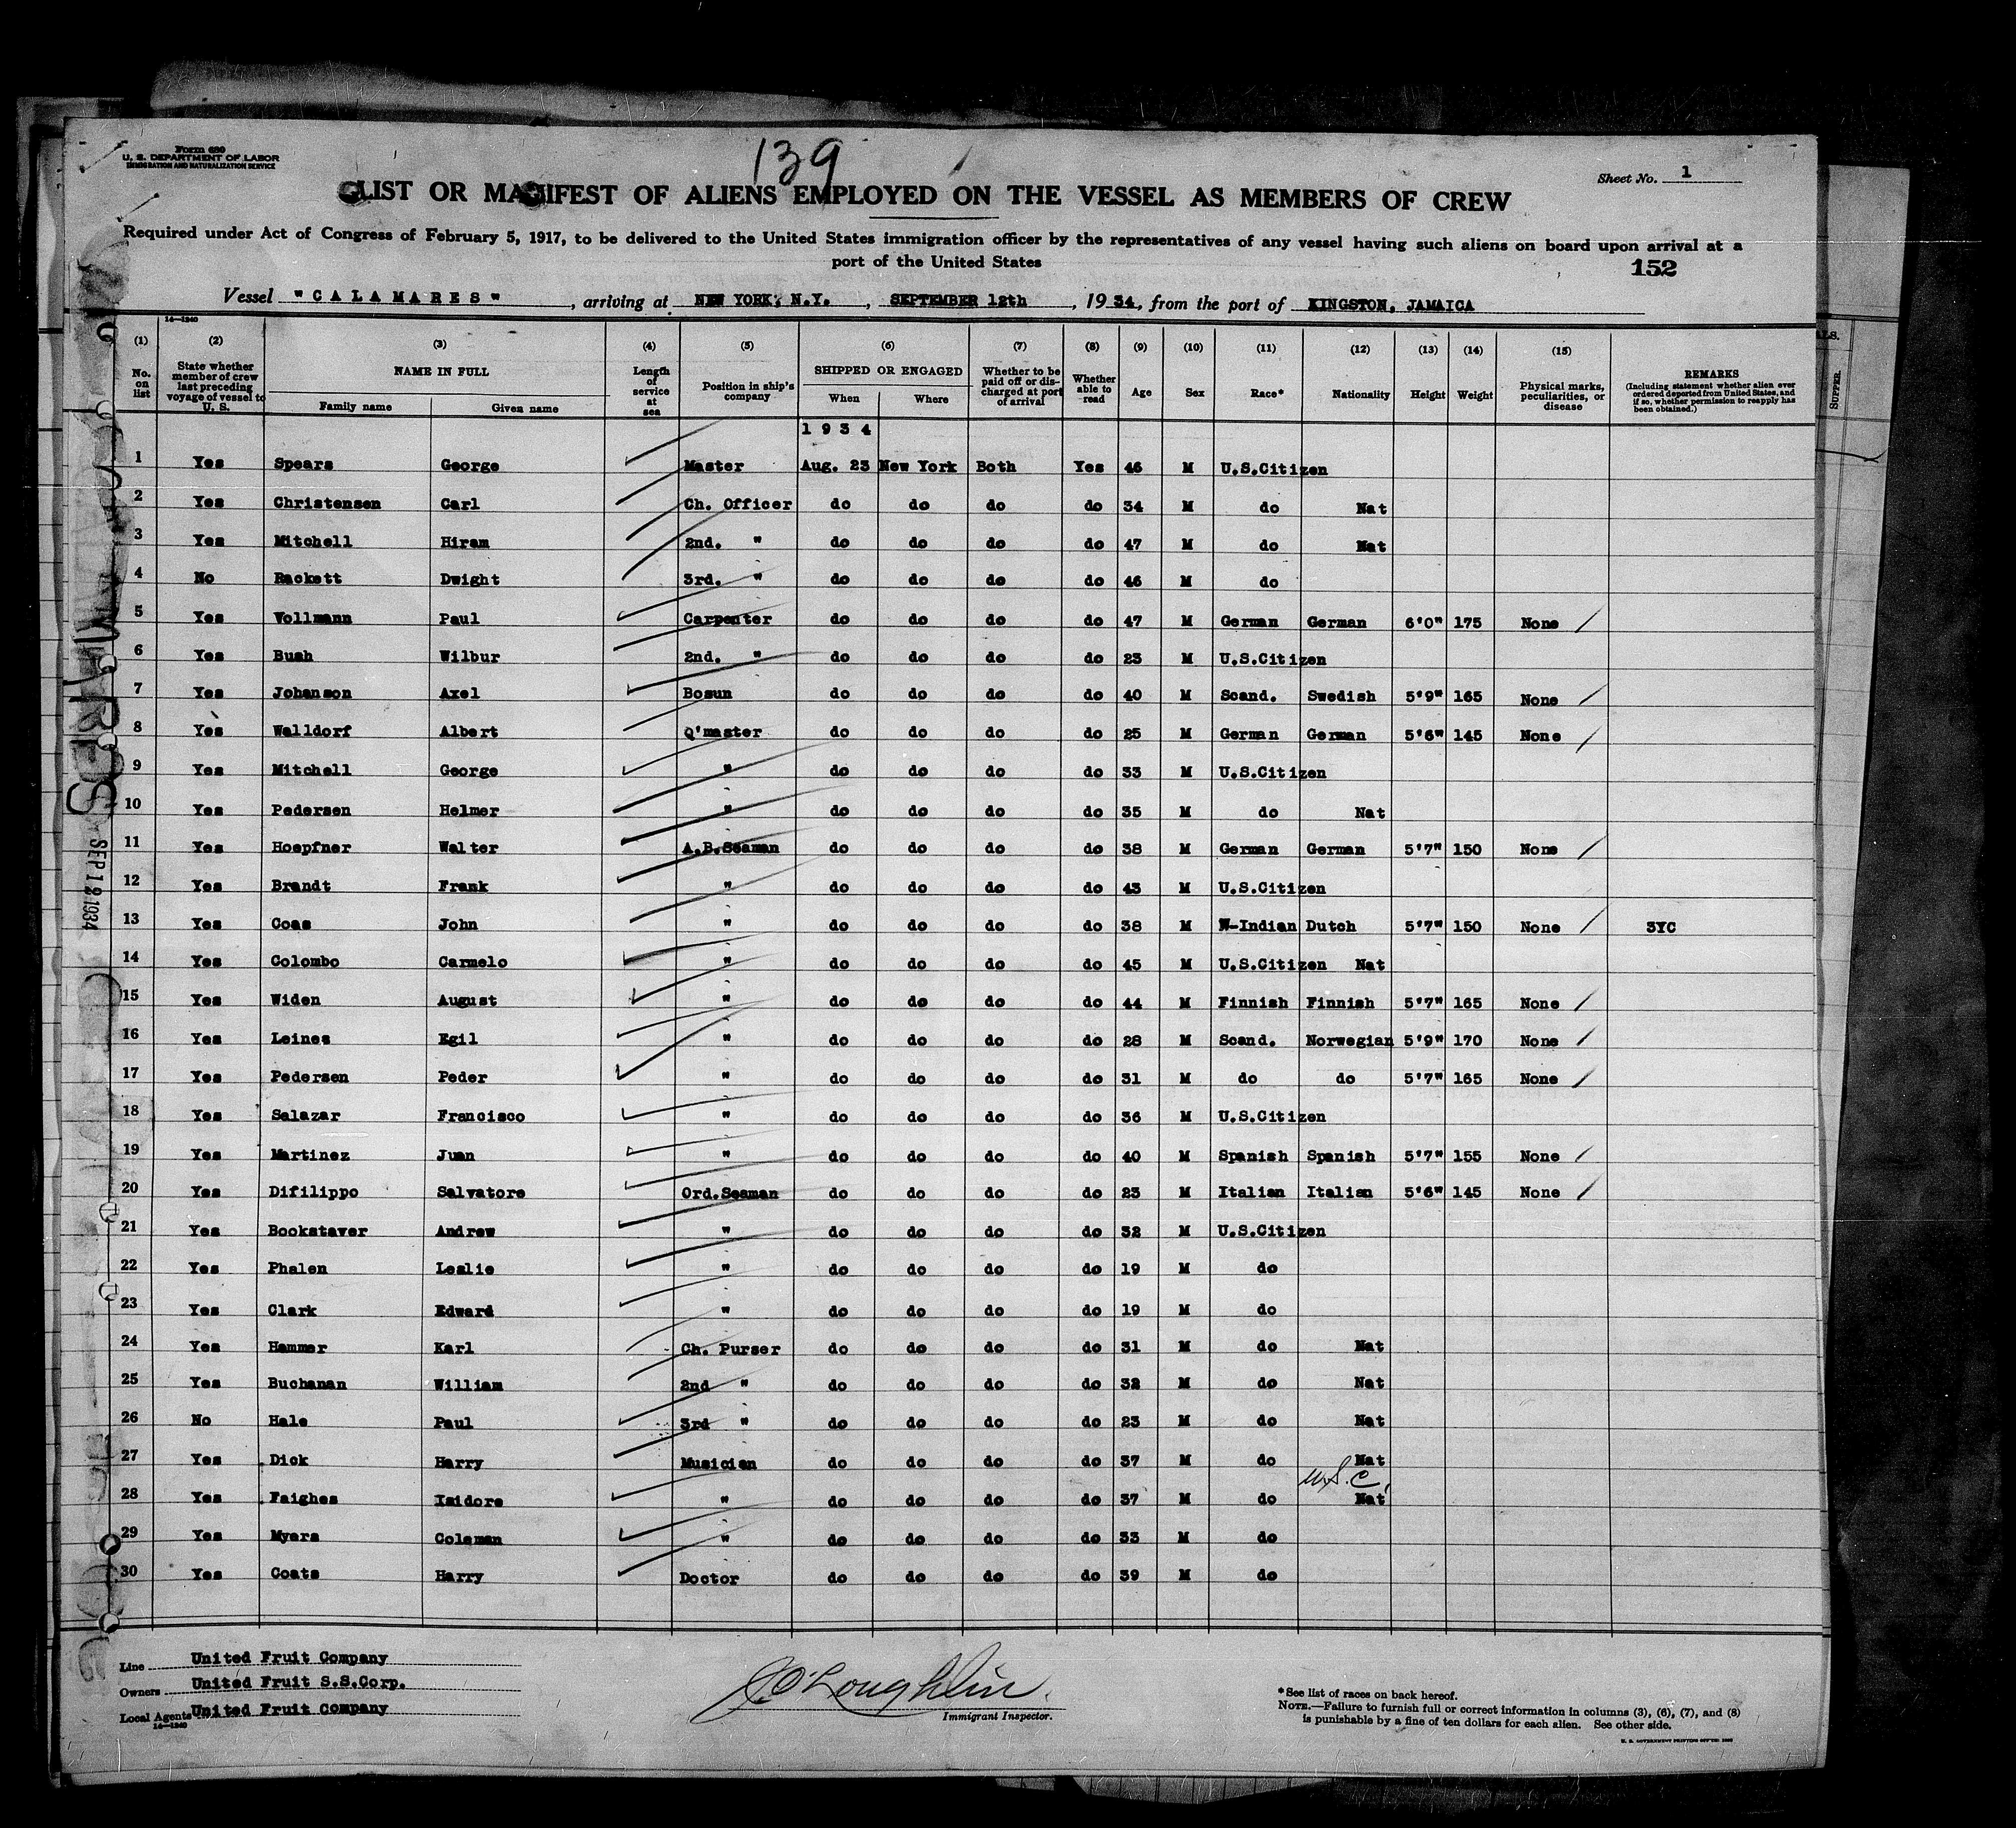 139
Form 680
U. S. DEPARTMENT OF LABOR
IMMIGRATION AND NATURALIZATION SERVICE
Sheet No. 1
LIST OR MANIFEST OF ALIENS EMPLOYED ON THE VESSEL AS MEMBERS OF CREW
Required under Act of Congress of February 5, 1917, to be delivered to the United States immigration officer by the representatives of any vessel having such aliens on board upon arrival at a
port of the United States
152
Vessel "CALAMARES", arriving at NEW YORK, N.Y., SEPTEMBER 12th, 1934, from the port of KINGSTON, JAMAICA
14—1240
(1) (2) (3) (4) (5) (6) (7) (8) (9) (10) (11) (12) (13) (14) (15)
No. on list State whether member of crew last preceding voyage of vessel to U. S. NAME IN FULL Family name Given name Length of service at sea Position in ship's company SHIPPED OR ENGAGED When Where Whether to be paid off or discharged at port of arrival Whether able to read Age Sex Race* Nationality Height Weight Physical marks, peculiarities, or disease REMARKS (Including statement whether alien ever ordered deported from United States, and if so, whether permission to reapply has been obtained.)
1934
1 Yes Spears George Master Aug. 23 New York Both Yes 46 M U.S.Citizen
2 Yes Christensen Carl Ch. Officer do do do do 34 M do Nat
3 Yes Mitchell Hiram 2nd. " do do do do 47 M do Nat
4 No Rackett Dwight 3rd. " do do do do 46 M do
5 Yes Vollmann Paul Carpenter do do do do 47 M German German 6'0" 175 None
6 Yes Bush Wilbur 2nd. " do do do do 23 M U.S.Citizen
7 Yes Johanson Axel Bosun do do do do 40 M Scand. Swedish 5'9" 165 None
8 Yes Walldorf Albert Q'master do do do do 25 M German German 5'6" 145 None
9 Yes Mitchell George " do do do do 33 M U.S.Citizen
10 Yes Pedersen Helmer " do do do do 35 M do Nat
11 Yes Hoepfner Walter A.B.Seaman do do do do 38 M German German 5'7" 150 None
12 Yes Brandt Frank " do do do do 43 M U.S.Citizen
13 Yes Coas John " do do do do 38 M W-Indian Dutch 5'7" 150 None 3YC
14 Yes Colombo Carmelo " do do do do 45 M U.S.Citizen Nat
15 Yes Widen August " do do do do 44 M Finnish Finnish 5'7" 165 None
16 Yes Leines Egil " do do do do 28 M Scand. Norwegian 5'9" 170 None
17 Yes Pedersen Peder " do do do do 31 M do do 5'7" 165 None
18 Yes Salazar Francisco " do do do do 36 M U.S.Citizen
19 Yes Martinez Juan " do do do do 40 M Spanish Spanish 5'7" 155 None
20 Yes Difilippo Salvatore Ord.Seaman do do do do 23 M Italian Italian 5'6" 145 None
21 Yes Bookstaver Andrew " do do do do 32 M U.S.Citizen
22 Yes Phalen Leslie " do do do do 19 M do
23 Yes Clark Edward " do do do do 19 M do
24 Yes Hammer Karl Ch. Purser do do do do 31 M do Nat
25 Yes Buchanan William 2nd " do do do do 32 M do Nat
26 No Hale Paul 3rd " do do do do 23 M do Nat
27 Yes Dick Harry Musician do do do do 37 M do Nat
U.S.C.
28 Yes Faighes Isidore " do do do do 37 M do Nat
29 Yes Myers Coleman " do do do do 33 M do
30 Yes Coats Harry Doctor do do do do 39 M do
SEP 12 1934
Line United Fruit Company
Owners United Fruit S.S.Corp.
Local Agents United Fruit Company
14—1240
O'Loughlin.
Immigrant Inspector.
*See list of races on back hereof.
NOTE.—Failure to furnish full or correct information in columns (3), (6), (7), and (8)
is punishable by a fine of ten dollars for each alien. See other side.
SUPPER.